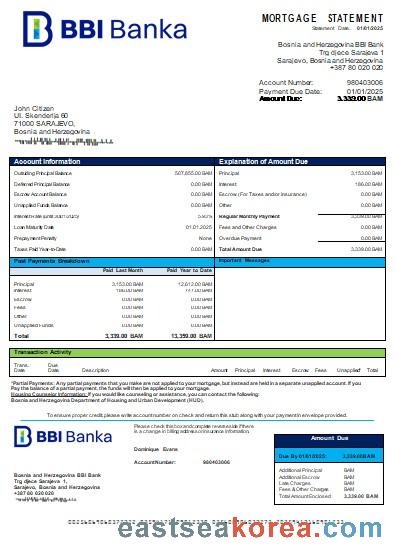 BBI Banka
MORTGAGE STATEMENT
Statement Date: 01/01/2025
Bosnia and Herzegovina BBI Bank
Trg djece Sarajeva 1
Sarajevo, Bosnia and Herzegovina
+387 80 020 020
Account Number: 980403006
Payment Due Date: 01/01/2025
Amount Due: 3,339.00 BAM
John Citizen
Ul. Skenderija 60
71000 SARAJEVO,
Bosnia and Herzegovina
Account Information
Outstanding Principal Balance 507,855.00 BAM
Deferred Principal Balance 0.00 BAM
Escrow Account Balance 0.00 BAM
Unapplied Funds Balance 0.00 BAM
Loan Maturity Date 01.01.2025
Prepayment Penalty None
Taxes Paid Year-to-Date 0.00 BAM
Explanation of Amount Due
Principal 3,153.00 BAM
Interest 186.00 BAM
Escrow (For Taxes and/or Insurance) 0.00 BAM
Other 0.00 BAM
Regular Monthly Payment 3,339.00 BAM
Fees and Other Charges 0.00 BAM
Overdue Payment 0.00 BAM
Total Amount Due 3,339.00 BAM
Past Payments Breakdown
Paid Last Month Paid Year to Date
Principal 3,153.00 BAM 12,612.00 BAM
Interest 186.00 BAM 747.00 BAM
Escrow 0.00 BAM 0.00 BAM
Fees 0.00 BAM 0.00 BAM
Other 0.00 BAM 0.00 BAM
Unapplied Funds 0.00 BAM 0.00 BAM
Total 3,339.00 BAM 13,359.00 BAM
Important Messages
Transaction Activity
Trans. Date Due Date Description Amount Principal Interest Escrow Fees Unapplied* Total
*Partial Payments: Any partial payments that you make are not applied to your mortgage, but instead are held in a separate unapplied account. If you
Pay the balance of a partial payment, the funds will then be applied to your mortgage.
Housing Counselor Information: If you would like counseling or assistance, you can contact the following:
Bosnia and Herzegovina Department of Housing and Urban Development (HUD).
To ensure proper credit please write account number on check and return this stub along with your payment in envelope provided.
BBI Banka
Please check this box and complete reverse side if there
is a change in billing address or insurance information.
Dominique Evans
Account Number: 980403006
Bosnia and Herzegovina BBI Bank
Trg djece Sarajeva 1,
Sarajevo, Bosnia and Herzegovina
+387 80 020 020
Amount Due
Due By 01/01/2025: 3,339.00 BAM
Additional Principal BAM
Additional Escrow BAM
Fees & Other Charges BAM
Total Amount Enclosed 3,339.00 BAM
eastseakorea.com